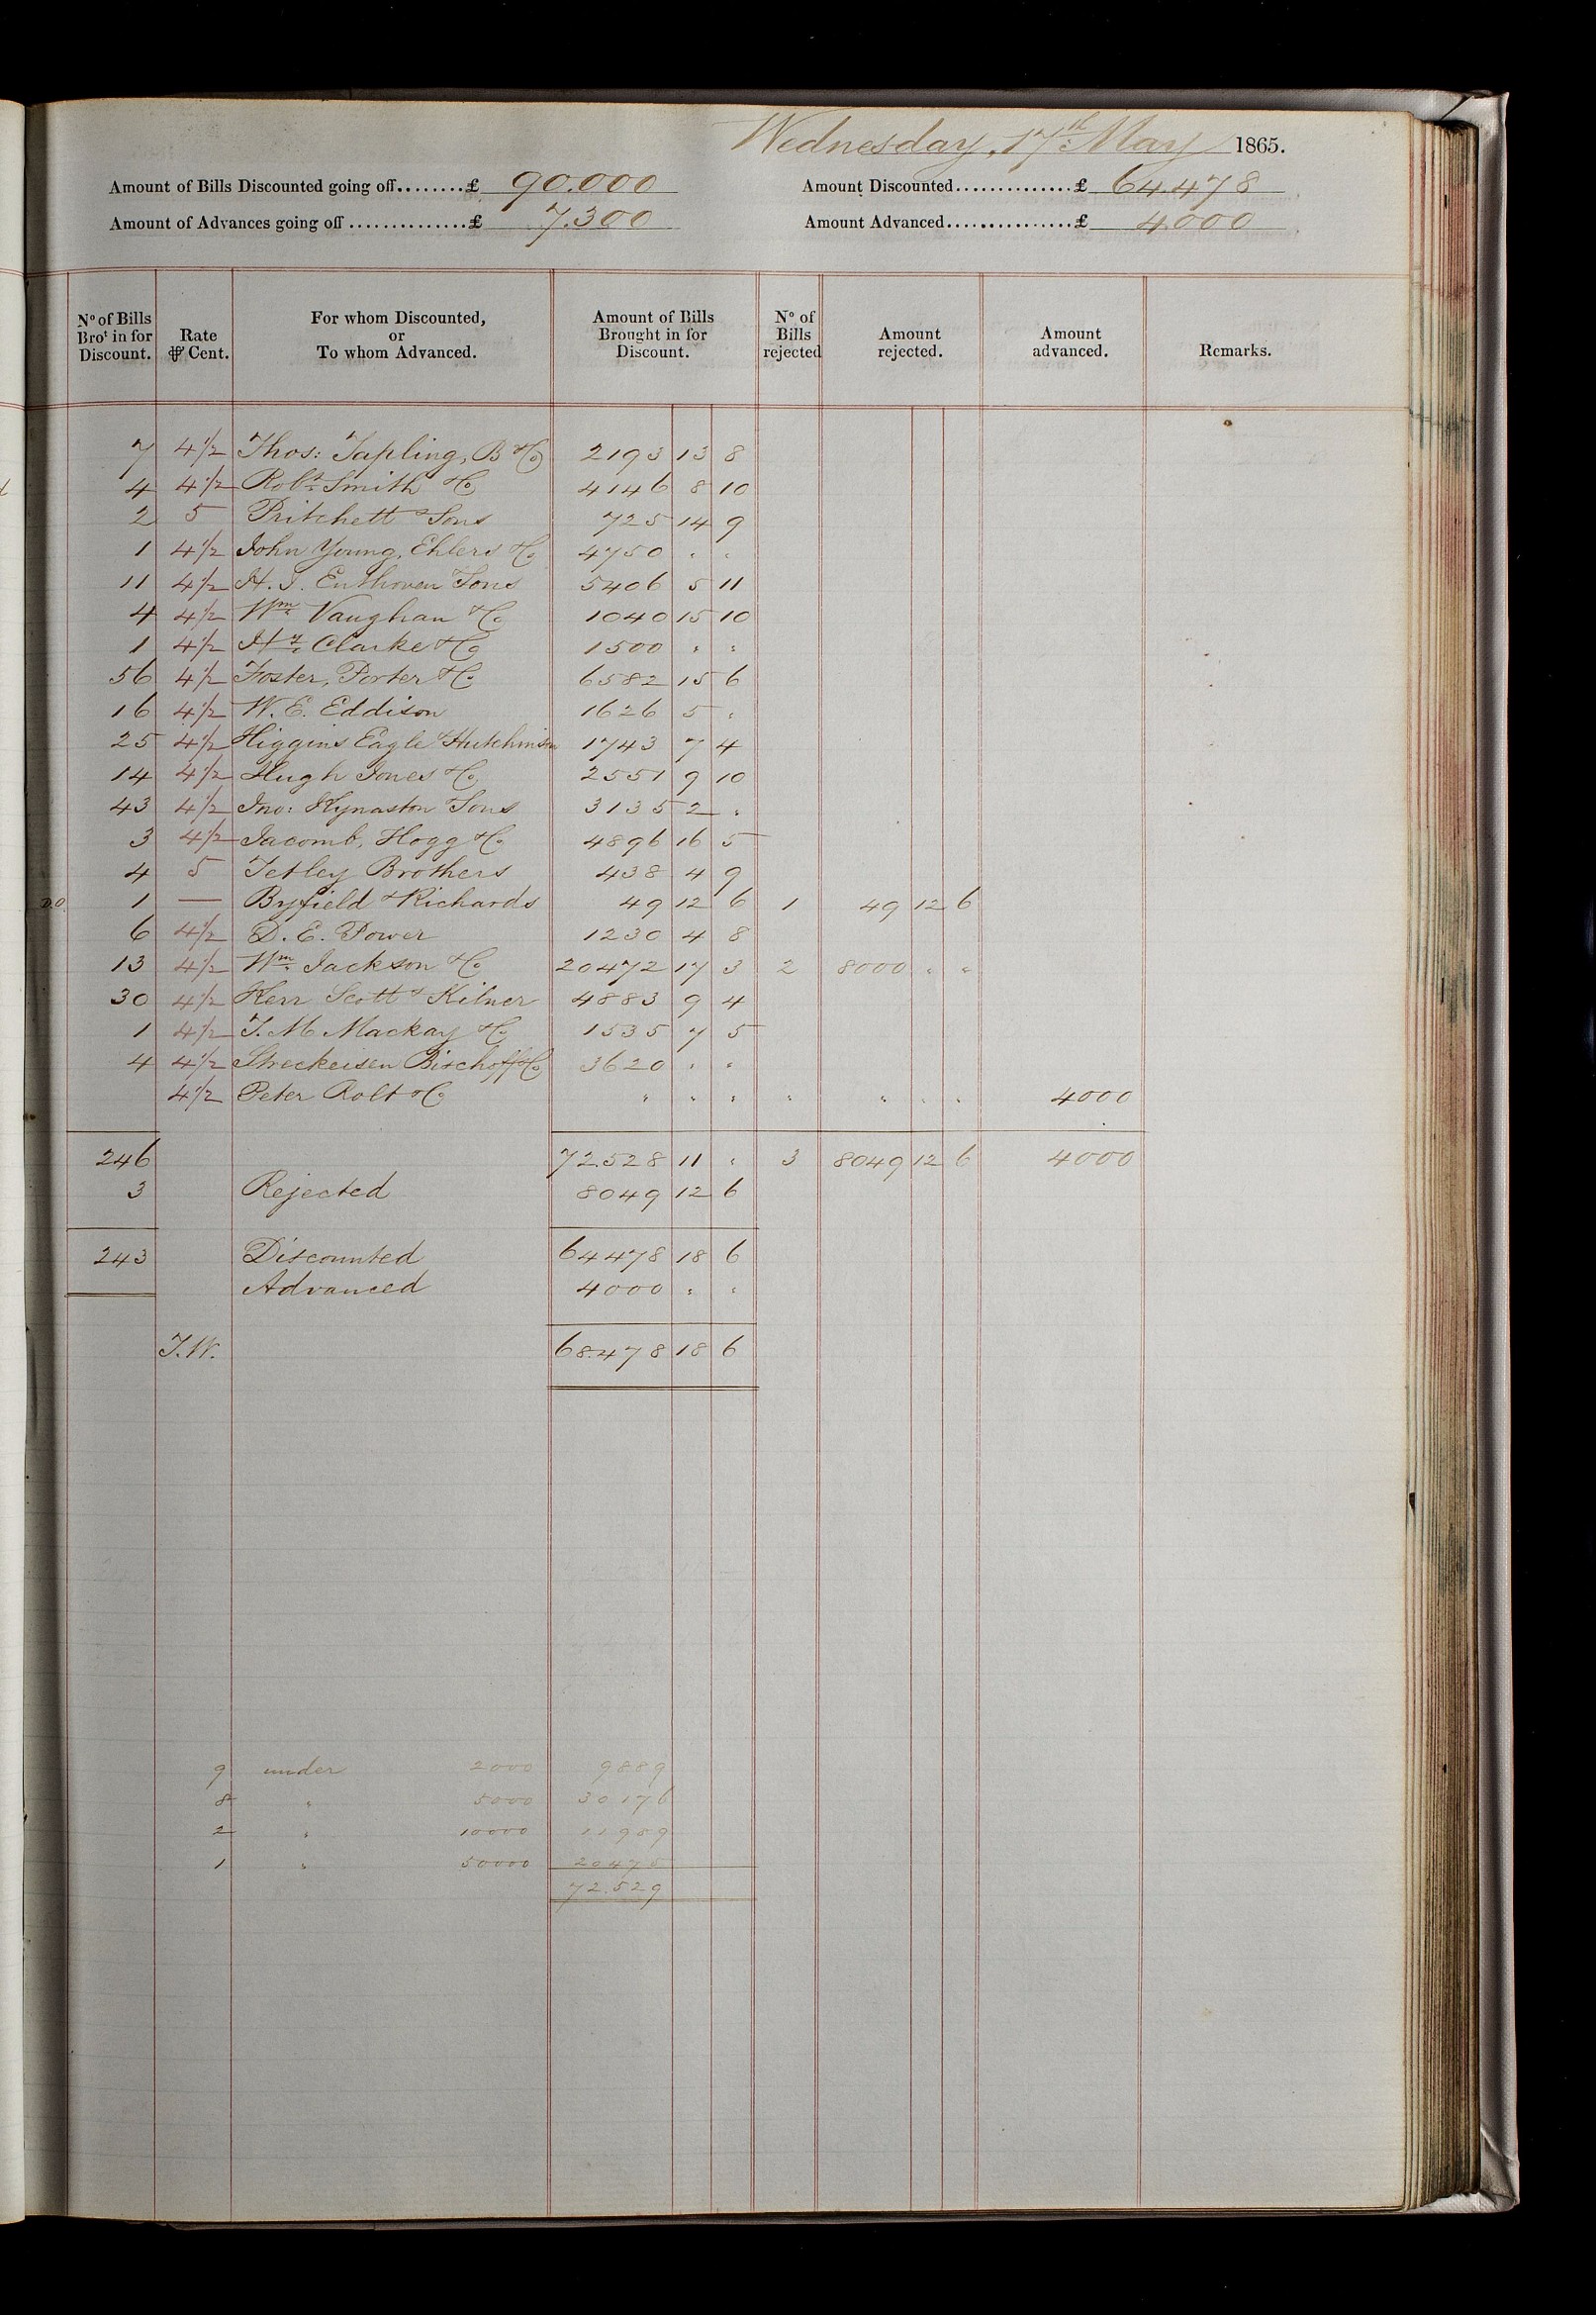 Wednesday, 17th May 1865.
Amount of Bills Discounted going off........£ 90.000 Amount Discounted..............£ 64.478
Amount of Advances going off ..............£ 7.300 Amount Advanced...............£ 4.000
No of Bills Brot in for Discount. Rate ⅌ Cent. For whom Discounted, or To whom Advanced. Amount of Bills Brought in for Discount. No of Bills rejected Amount rejected. Amount advanced. Remarks.
7 4½ Thos: Tapling, B & Co 2193 13 8
4 4½ Robt Smith & Co 4146 8 10
2 5 Pritchett & Sons 725 14 9
1 4½ John Young, Ehlers & Co 4750 " "
11 4½ H. J. Enthoven Sons 5406 5 11
4 4½ Wm Vaughan & Co 1040 15 10
1 4½ Hy Clarke & Co 1500 " "
56 4½ Foster, Porter & Co 6582 15 6
16 4½ W. E. Eddison 1626 5 "
25 4½ Higgins Eagle & Hutchinson 1743 7 4
14 4½ Hugh Jones & Co 2551 9 10
43 4½ Jno: Kynaston Sons 3135 2 "
3 4½ Jacomb, Hogg & Co 4896 16 5
4 5 Tetley Brothers 438 4 9
D.O. 1 — Byfield & Richards 49 12 6 1 49 12 6
6 4½ D. E. Power 1230 4 8
13 4½ Wm Jackson & Co 20472 17 3 2 8000 " "
30 4½ Kerr Scott & Kilner 4883 9 4
1 4½ T. M Mackay & Co 1535 7 5
4 4½ Streckeisen Bischoff & Co 3620 " "
4½ Peter Rolt & Co " " " " " " " 4000
246 72.528 11 " 3 8049 12 6 4000
3 Rejected 8049 12 6
243 Discounted 64478 18 6
Advanced 4000 " "
T.W. 68.478 18 6
9 under 2000 9889
8 " 5000 30176
2 " 10000 11989
1 " 50000 20475
72.529